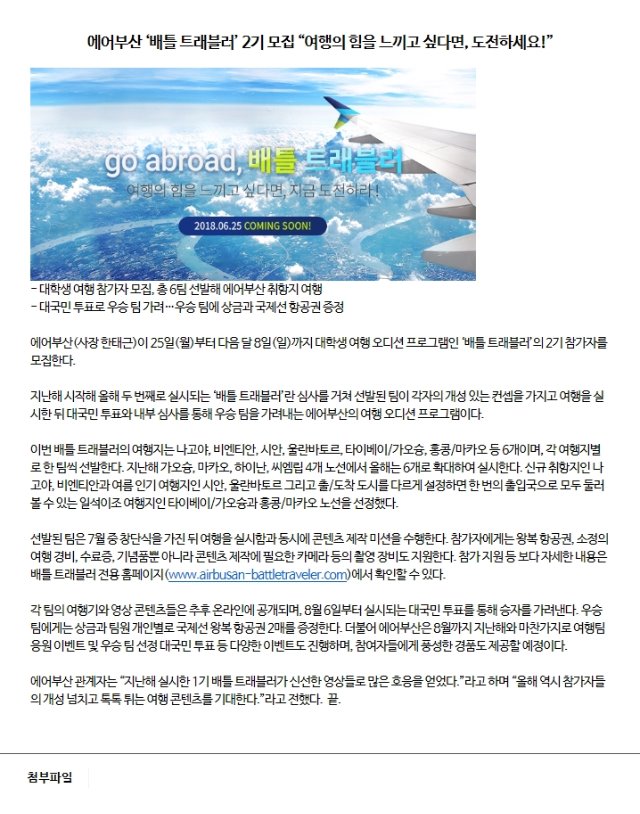 에어부산 ‘배틀 트래블러’ 2기 모집 “여행의 힘을 느끼고 싶다면, 도전하세요!”
go abroad, 배틀 트래블러
여행의 힘을 느끼고 싶다면, 지금 도전하라!
2018.06.25 COMING SOON!
- 대학생 여행 참가자 모집, 총 6팀 선발해 에어부산 취항지 여행
- 대국민 투표로 우승 팀 가려…우승 팀에 상금과 국제선 항공권 증정
에어부산(사장 한태근)이 25일(월)부터 다음 달 8일(일)까지 대학생 여행 오디션 프로그램인 ‘배틀 트래블러’의 2기 참가자를
모집한다.
지난해 시작해 올해 두 번째로 실시되는 ‘배틀 트래블러’란 심사를 거쳐 선발된 팀이 각자의 개성 있는 컨셉을 가지고 여행을 실
시한 뒤 대국민 투표와 내부 심사를 통해 우승 팀을 가려내는 에어부산의 여행 오디션 프로그램이다.
이번 배틀 트래블러의 여행지는 나고야, 비엔티안, 시안, 울란바토르, 타이베이/가오슝, 홍콩/마카오 등 6개이며, 각 여행지별
로 한 팀씩 선발한다. 지난해 가오슝, 마카오, 하이난, 씨엠립 4개 노선에서 올해는 6개로 확대하여 실시한다. 신규 취항지인 나
고야, 비엔티안과 여름 인기 여행지인 시안, 울란바토르 그리고 출/도착 도시를 다르게 설정하면 한 번의 출입국으로 모두 둘러
볼 수 있는 일석이조 여행지인 타이베이/가오슝과 홍콩/마카오 노선을 선정했다.
선발된 팀은 7월 중 창단식을 가진 뒤 여행을 실시함과 동시에 콘텐츠 제작 미션을 수행한다. 참가자에게는 왕복 항공권, 소정의
여행 경비, 수료증, 기념품뿐 아니라 콘텐츠 제작에 필요한 카메라 등의 촬영 장비도 지원한다. 참가 지원 등 보다 자세한 내용은
배틀 트래블러 전용 홈페이지(www.airbusan-battletraveler.com)에서 확인할 수 있다.
각 팀의 여행기와 영상 콘텐츠들은 추후 온라인에 공개되며, 8월 6일부터 실시되는 대국민 투표를 통해 승자를 가려낸다. 우승
팀에게는 상금과 팀원 개인별로 국제선 왕복 항공권 2매를 증정한다. 더불어 에어부산은 8월까지 지난해와 마찬가지로 여행팀
응원 이벤트 및 우승 팀 선정 대국민 투표 등 다양한 이벤트도 진행하며, 참여자들에게 풍성한 경품도 제공할 예정이다.
에어부산 관계자는 “지난해 실시한 1기 배틀 트래블러가 신선한 영상들로 많은 호응을 얻었다.”라고 하며 “올해 역시 참가자들
의 개성 넘치고 톡톡 튀는 여행 콘텐츠를 기대한다.”라고 전했다. 끝.
첨부파일